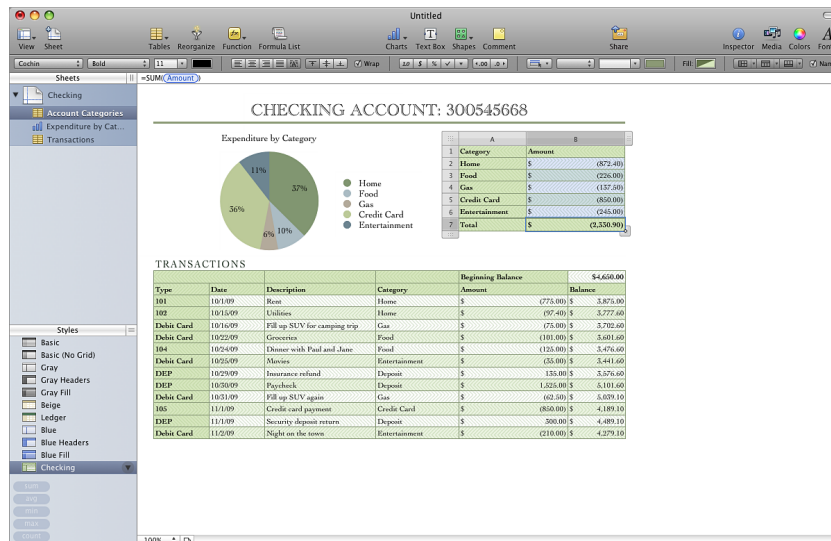 Untitled
View Sheet Tables Reorganize Function Formula List Charts Text Box Shapes Comment Share Inspector Media Colors
Cochin Bold 11 Wrap Fill:
Sheets =SUM(Amount)
Checking
Account Categories
Expenditure by Cat...
Transactions
CHECKING ACCOUNT: 300545668
Expenditure by Category
11%
37%
36%
6%
10%
Home
Food
Gas
Credit Card
Entertainment
A B
1 Category Amount
2 Home $ (872.40)
3 Food $ (226.00)
4 Gas $ (137.50)
5 Credit Card $ (850.00)
6 Entertainment $ (245.00)
7 Total $ (2,330.90)
TRANSACTIONS
Beginning Balance $4,650.00
Type Date Description Category Amount Balance
101 10/1/09 Rent Home $ (775.00) $ 3,875.00
102 10/15/09 Utilities Home $ (97.40) $ 3,777.60
Debit Card 10/16/09 Fill up SUV for camping trip Gas $ (75.00) $ 3,702.60
Debit Card 10/22/09 Groceries Food $ (101.00) $ 3,601.60
104 10/24/09 Dinner with Paul and Jane Food $ (125.00) $ 3,476.60
Debit Card 10/25/09 Movies Entertainment $ (35.00) $ 3,441.60
DEP 10/29/09 Insurance refund Deposit $ 135.00 $ 3,576.60
DEP 10/30/09 Paycheck Deposit $ 1,525.00 $ 5,101.60
Debit Card 10/31/09 Fill up SUV again Gas $ (62.50) $ 5,039.10
105 11/1/09 Credit card payment Credit Card $ (850.00) $ 4,189.10
DEP 11/1/09 Security deposit return Deposit $ 300.00 $ 4,489.10
Debit Card 11/2/09 Night on the town Entertainment $ (210.00) $ 4,279.10
Styles
Basic
Basic (No Grid)
Gray
Gray Headers
Gray Fill
Beige
Ledger
Blue
Blue Headers
Blue Fill
Checking
sum
avg
min
max
count
100%